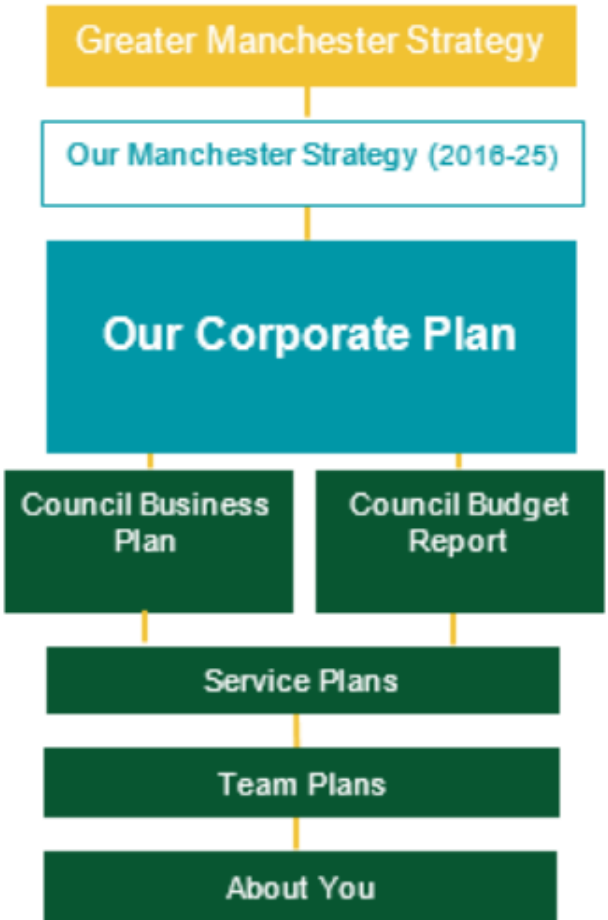 Greater Manchester Strategy
Our Manchester Strategy (2016-25)
Our Corporate Plan
Council Business
Plan
Council Budget
Report
Service Plans
Team Plans
About You